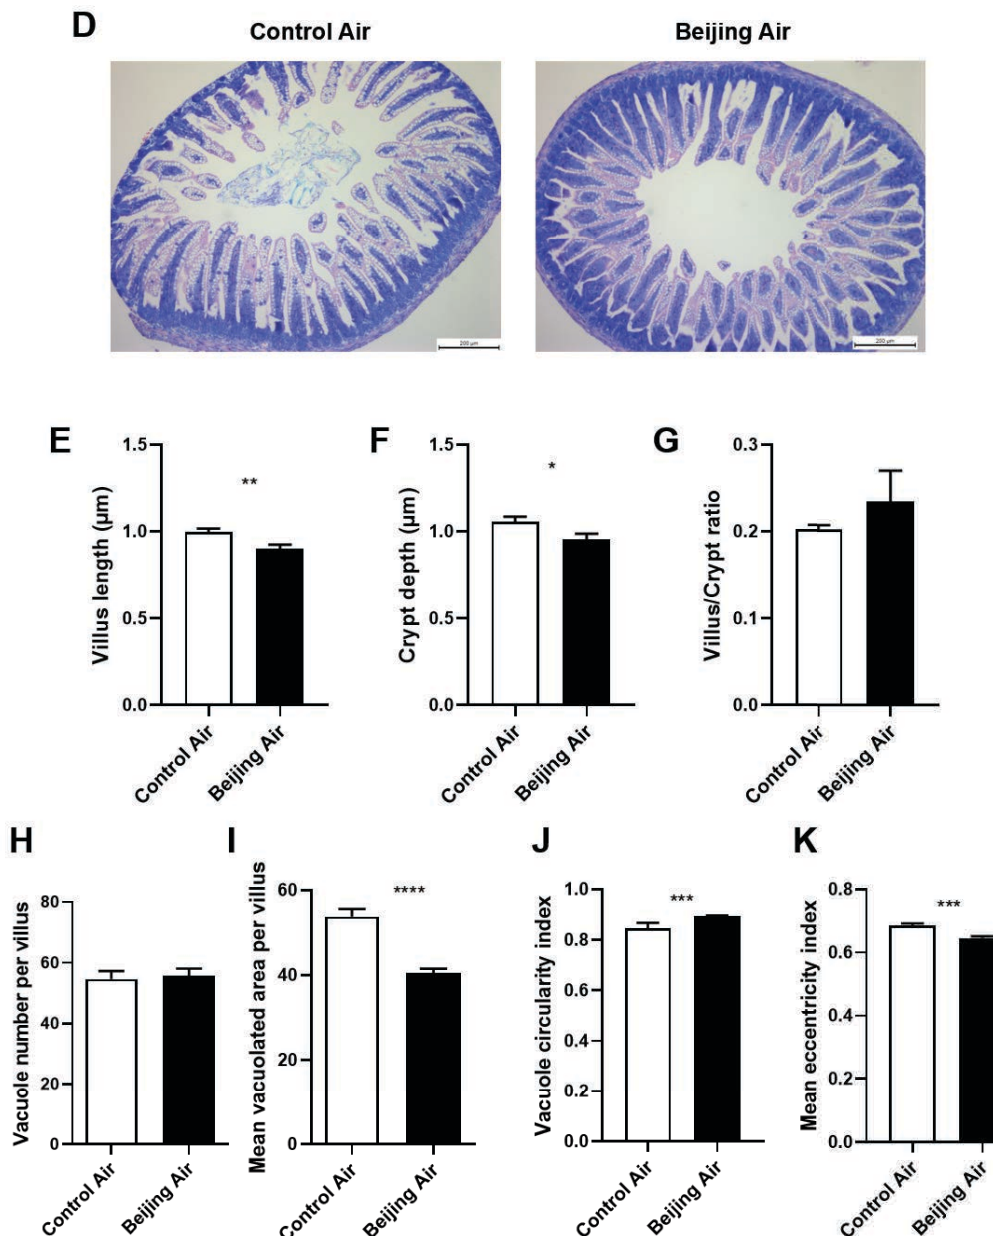 D
Control Air
Beijing Air
200 µm
200 µm
E
Villus length (µm)
1.5
1.0
0.5
0.0
**
Control Air
Beijing Air
F
Crypt depth (µm)
1.5
1.0
0.5
0.0
*
Control Air
Beijing Air
G
Villus/Crypt ratio
0.3
0.2
0.1
0.0
Control Air
Beijing Air
H
Vacuole number per villus
80
60
40
20
0
Control Air
Beijing Air
I
Mean vacuolated area per villus
60
40
20
0
****
Control Air
Beijing Air
J
Vacuole circularity index
1.0
0.8
0.6
0.4
0.2
0.0
***
Control Air
Beijing Air
K
Mean eccentricity index
0.8
0.6
0.4
0.2
0.0
***
Control Air
Beijing Air